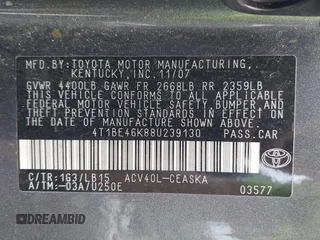 MFD. BY: TOYOTA MOTOR MANUFACTURING,
KENTUCKY, INC. 11/07
GVWR 4400LB GAWR FR 2668LB RR 2359LB
THIS VEHICLE CONFORMS TO ALL APPLICABLE
FEDERAL MOTOR VEHICLE SAFETY, BUMPER,
AND THEFT PREVENTION STANDARDS IN EFFECT
ON THE DATE OF MANUFACTURE SHOWN ABOVE.
4T1BE46K88U239130 PASS.CAR
C/TR: 1G3/LB15 ACV40L-CEASKA
A/TM: -03A/U250E
TOYOTA
03577
DREAMBID